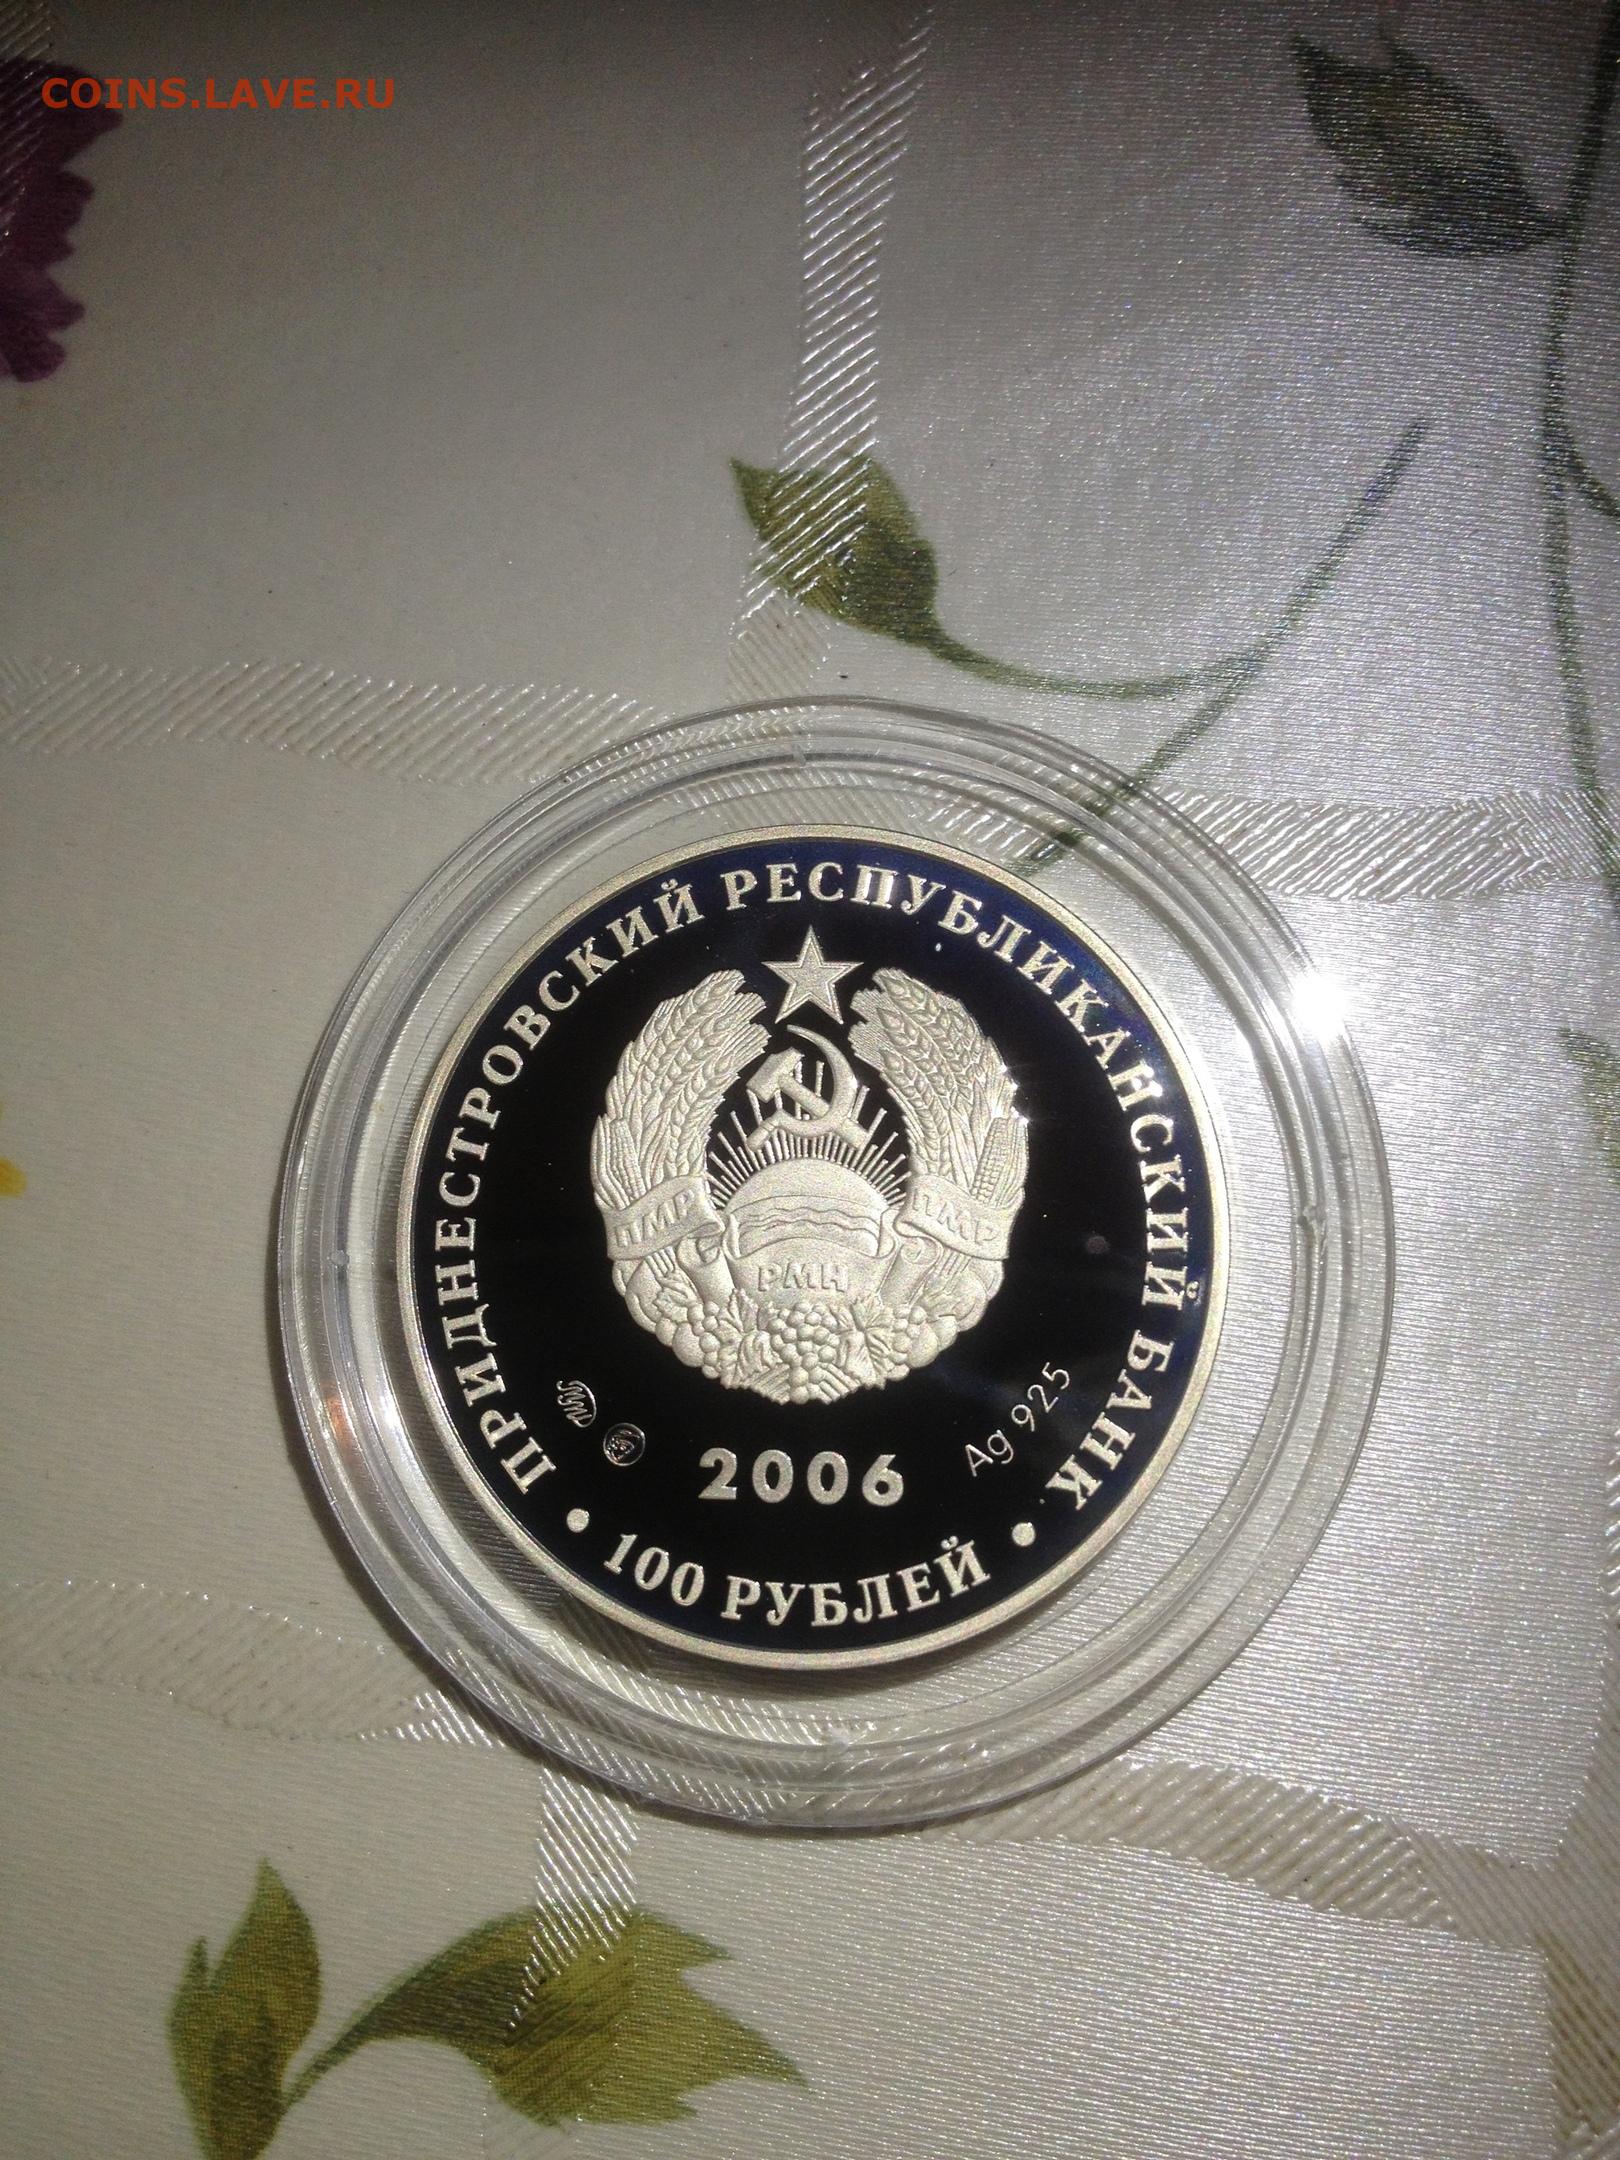 COINS.LAVE.RU
ПРИДНЕСТРОВСКИЙ РЕСПУБЛИКАНСКИЙ БАНК
ПМР
ПМР
РМН
Ag 925
2006
• 100 РУБЛЕЙ •